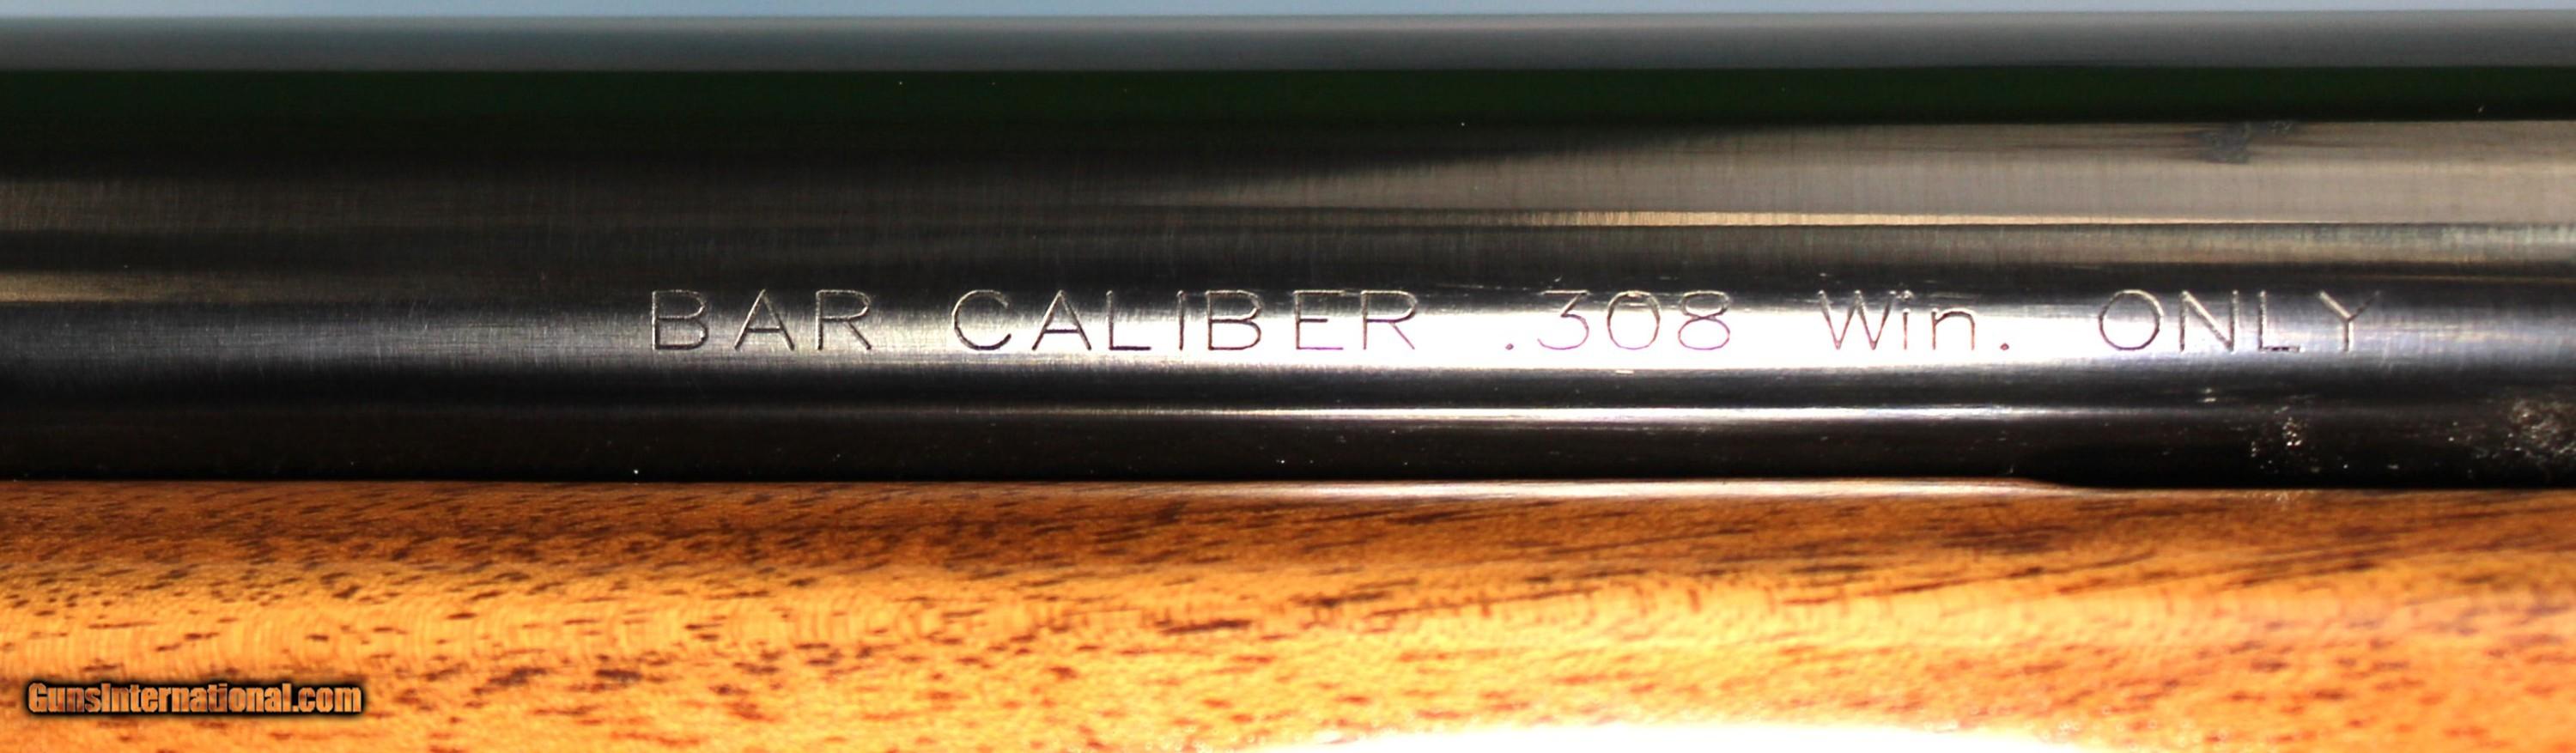 BAR CALIBER .308 Win. ONLY
GunsInternational.com